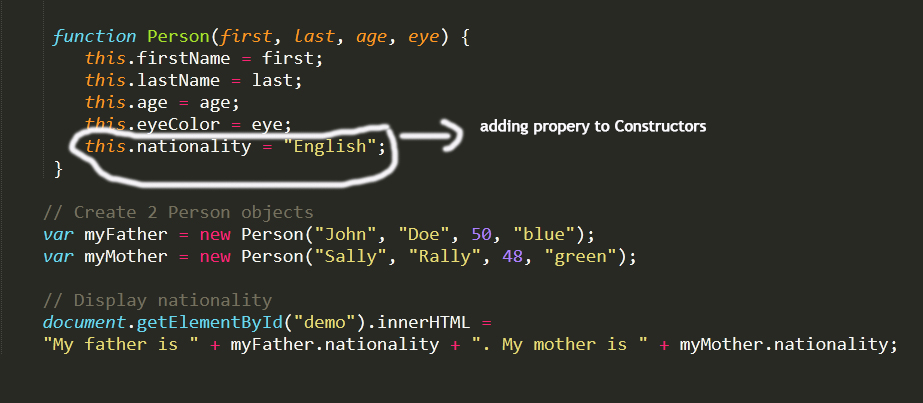 function Person(first, last, age, eye) {
this.firstName = first;
this.lastName = last;
this.age = age;
this.eyeColor = eye;
this.nationality = "English";
adding propery to Constructors
}
// Create 2 Person objects
var myFather = new Person("John", "Doe", 50, "blue");
var myMother = new Person("Sally", "Rally", 48, "green");
// Display nationality
document.getElementById("demo").innerHTML =
"My father is " + myFather.nationality + ". My mother is " + myMother.nationality;